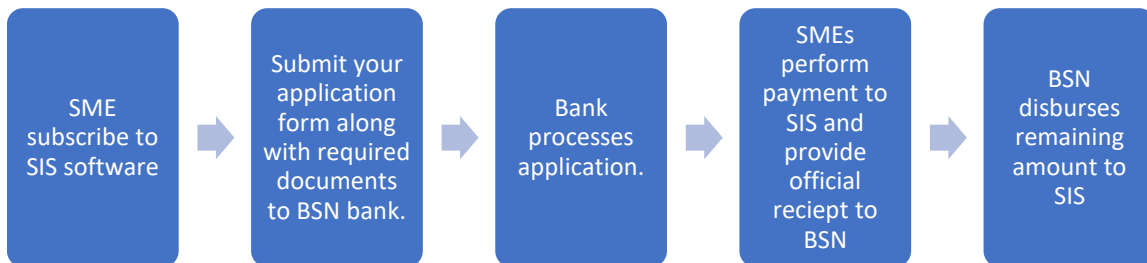 SME
subscribe to
SIS software
Submit your
application
form along
with required
documents
to BSN bank.
Bank
processes
application.
SMEs
perform
payment to
SIS and
provide
official
reciept to
BSN
BSN
disburses
remaining
amount to
SIS